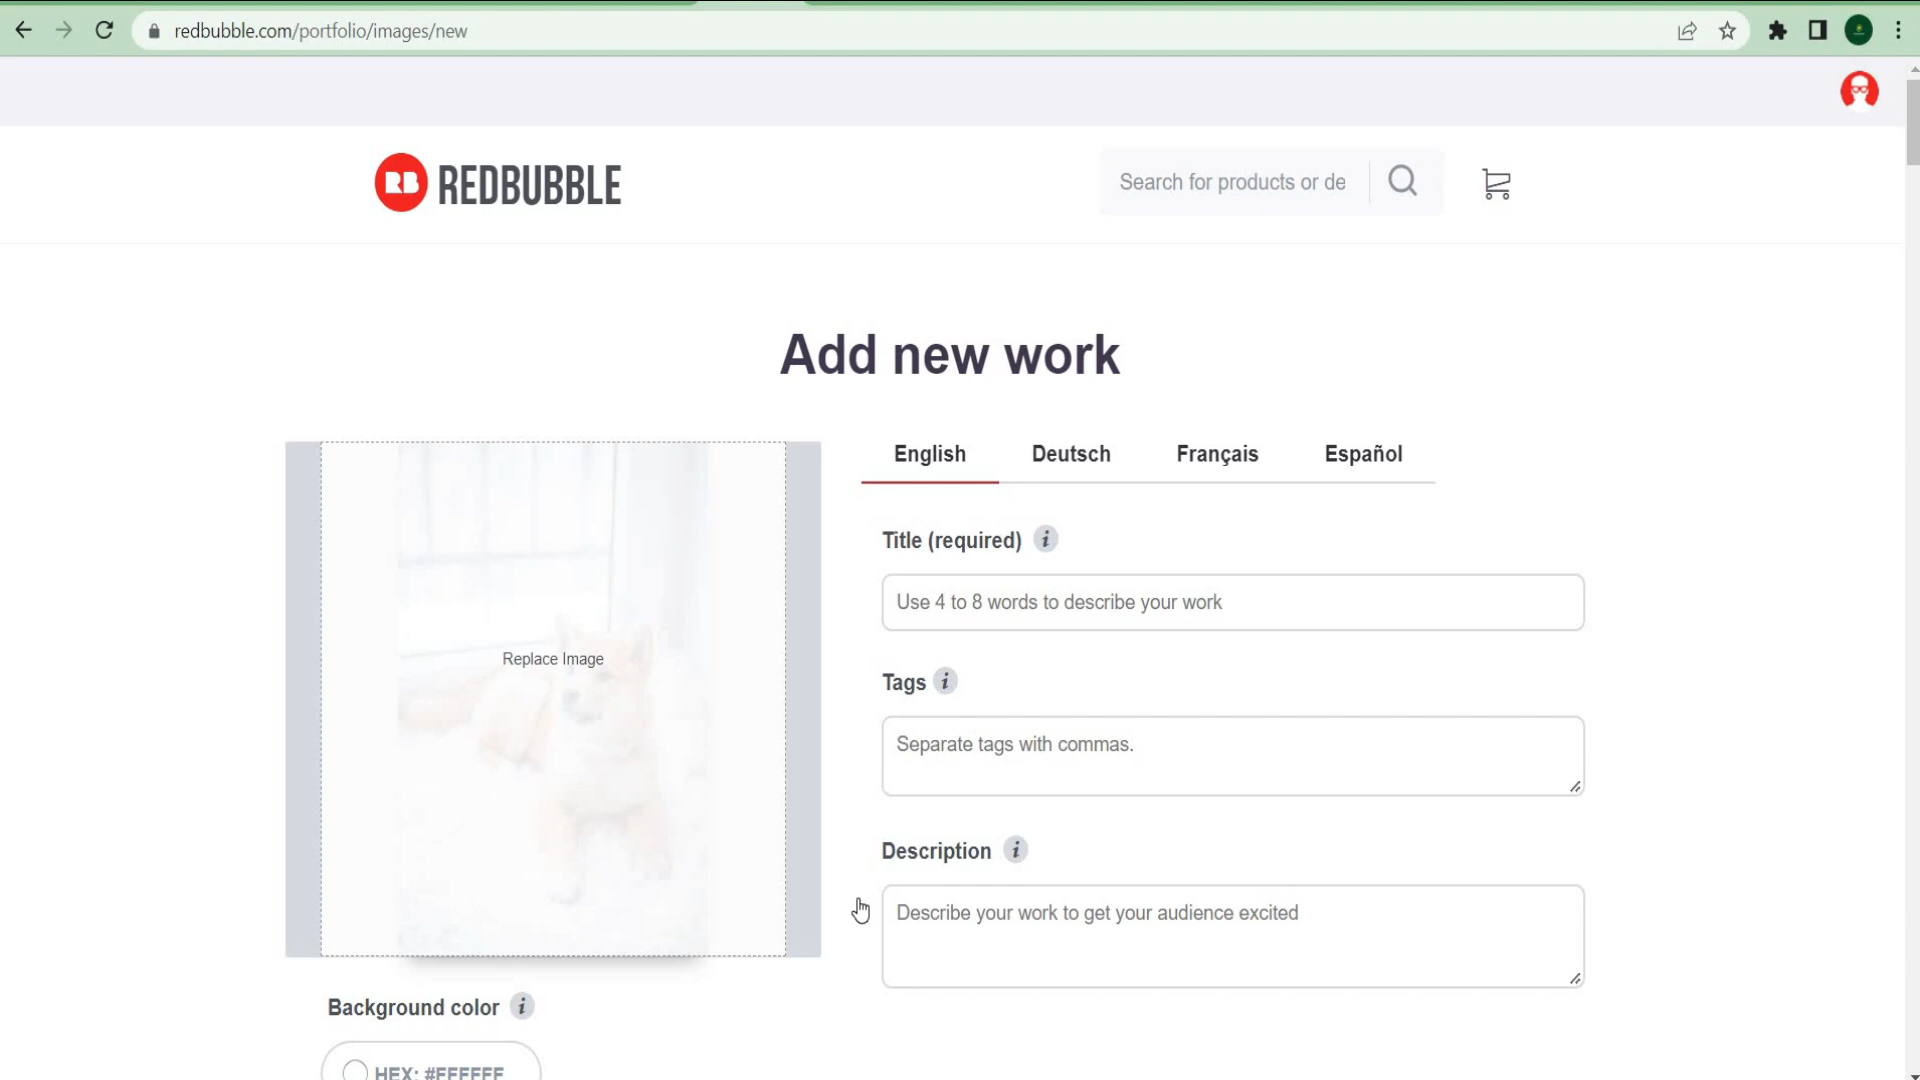 redbubble.com/portfolio/images/new
RB REDBUBBLE
Search for products or de
Add new work
English Deutsch Français Español
Title (required) i
Use 4 to 8 words to describe your work
Tags i
Separate tags with commas.
Replace Image
Description i
Describe your work to get your audience excited
Background color i
HEX: #FFFFFF